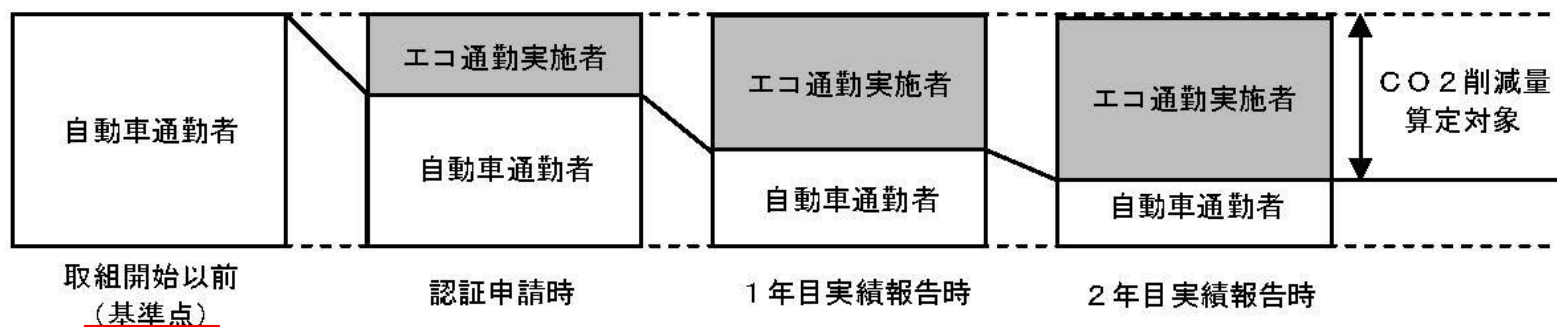 自動車通勤者
エコ通勤実施者
自動車通勤者
エコ通勤実施者
自動車通勤者
エコ通勤実施者
自動車通勤者
CO2削減量
算定対象
取組開始以前
(基準点)
認証申請時
1年目実績報告時
2年目実績報告時